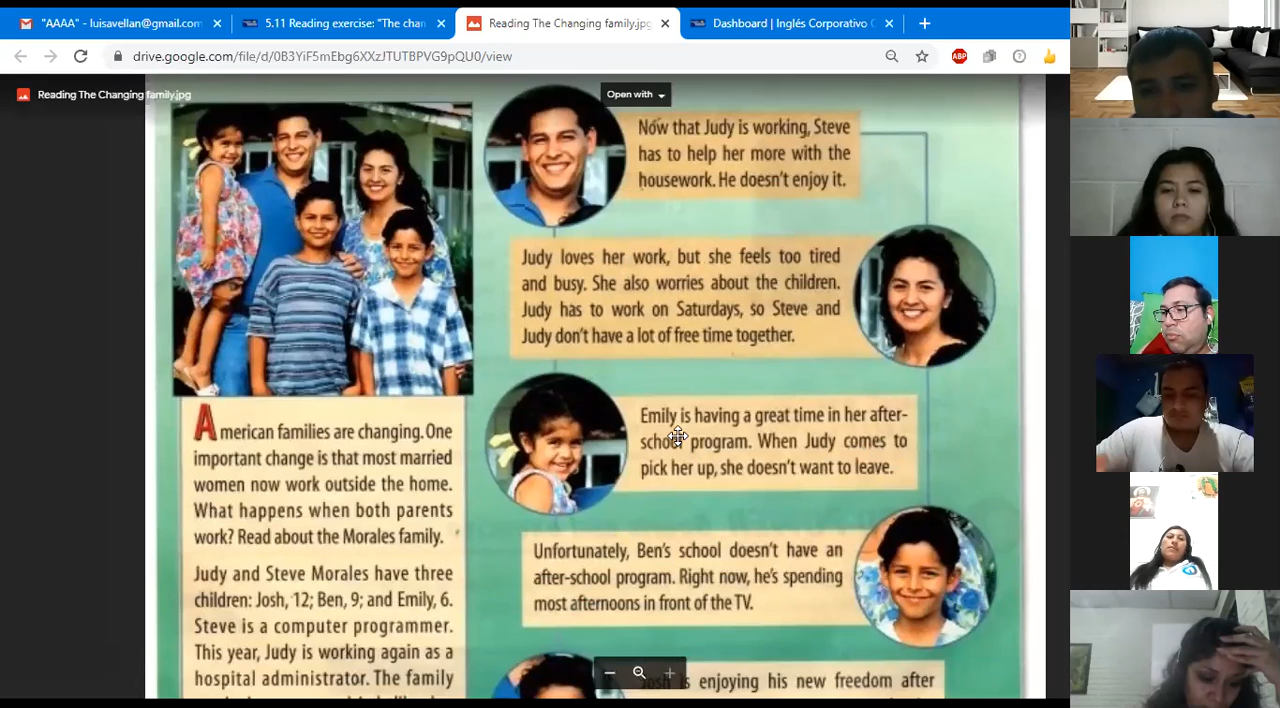 "AAAA" - luisavellan@gmail.com
5.11 Reading exercise: "The chan
Reading The Changing family.jpg
Dashboard | Inglés Corporativo
drive.google.com/file/d/0B3YiF5mEbg6XXzJTUTBPVG9pQU0/view
ABP
Reading The Changing family.jpg
Open with
Now that Judy is working, Steve
has to help her more with the
housework. He doesn't enjoy it.
Judy loves her work, but she feels too tired
and busy. She also worries about the children.
Judy has to work on Saturdays, so Steve and
Judy don't have a lot of free time together.
Emily is having a great time in her after-
school program. When Judy comes to
pick her up, she doesn't want to leave.
Unfortunately, Ben's school doesn't have an
after-school program. Right now, he's spending
most afternoons in front of the TV.
Josh is enjoying his new freedom after
American families are changing. One
important change is that most married
women now work outside the home.
What happens when both parents
work? Read about the Morales family.
Judy and Steve Morales have three
children: Josh, 12; Ben, 9; and Emily, 6.
Steve is a computer programmer.
This year, Judy is working again as a
hospital administrator. The family